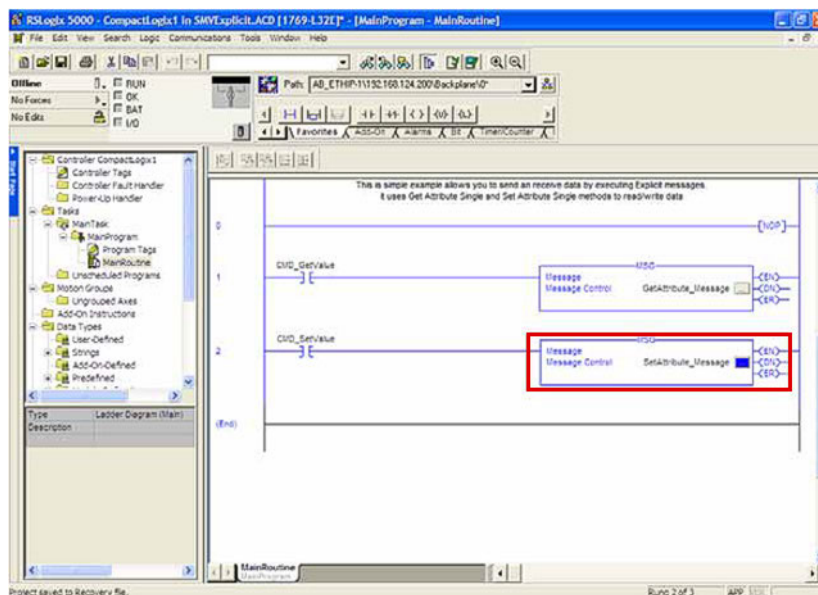 RSLogix 5000 - CompactLogix1 in SMVExplicit.ACD [1769-L32E]* - [MainProgram - MainRoutine]
File Edit View Search Logic Communications Tools Window Help
Offline
RUN
No Forces
OK
BAT
No Edits
I/O
Path: AB_ETHIP-1\192.168.124.200\Backplane\0*
Favorites Add-On Alarms Bit Timer/Counter
Start Page
Controller CompactLogix1
Controller Tags
Controller Fault Handler
Power-Up Handler
Tasks
MainTask
MainProgram
Program Tags
MainRoutine
Unscheduled Programs
Motion Groups
Ungrouped Axes
Add-On Instructions
Data Types
User-Defined
Strings
Add-On-Defined
Predefined
Type Ladder Diagram (Main)
Description
This is simple example allows you to send an receive data by executing Explicit messages
It uses Get Attribute Single and Set Attribute Single methods to read/write data
0
NOP
1
CMD_GetValue
MSG
Message
Message Control GetAttribute_Message ...
EN
DN
ER
2
CMD_SetValue
MSG
Message
Message Control SetAttribute_Message
EN
DN
ER
(End)
MainRoutine
MainProgram
Project saved to Recovery file.
Rung 2 of 3 APP